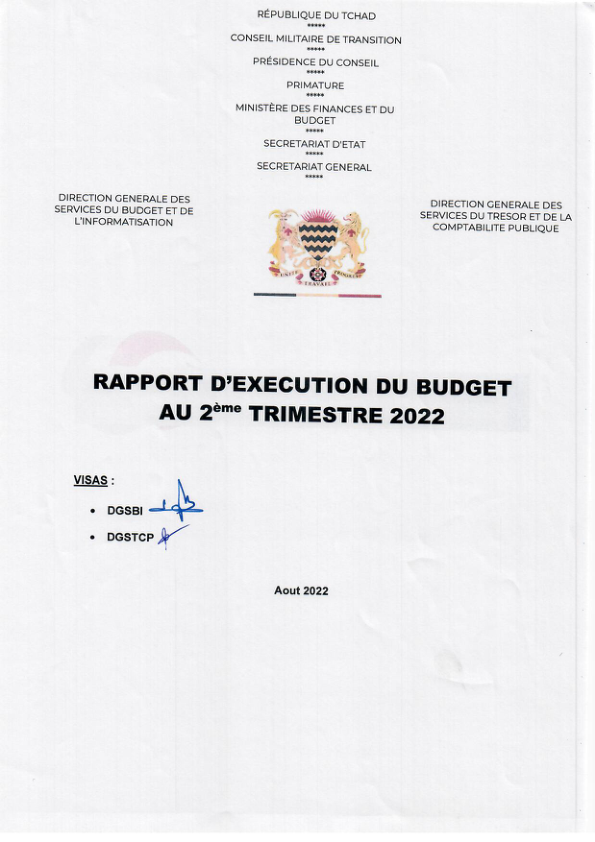 RÉPUBLIQUE DU TCHAD
*****
CONSEIL MILITAIRE DE TRANSITION
*****
PRÉSIDENCE DU CONSEIL
*****
PRIMATURE
*****
MINISTÈRE DES FINANCES ET DU
BUDGET
*****
SECRETARIAT D'ETAT
*****
SECRETARIAT GENERAL
*****
DIRECTION GENERALE DES
SERVICES DU BUDGET ET DE
L'INFORMATISATION
DIRECTION GENERALE DES
SERVICES DU TRESOR ET DE LA
COMPTABILITE PUBLIQUE
UNITÉ TRAVAIL PROGRÈS
RAPPORT D'EXECUTION DU BUDGET
AU 2ème TRIMESTRE 2022
VISAS :
• DGSBI
• DGSTCP
Aout 2022